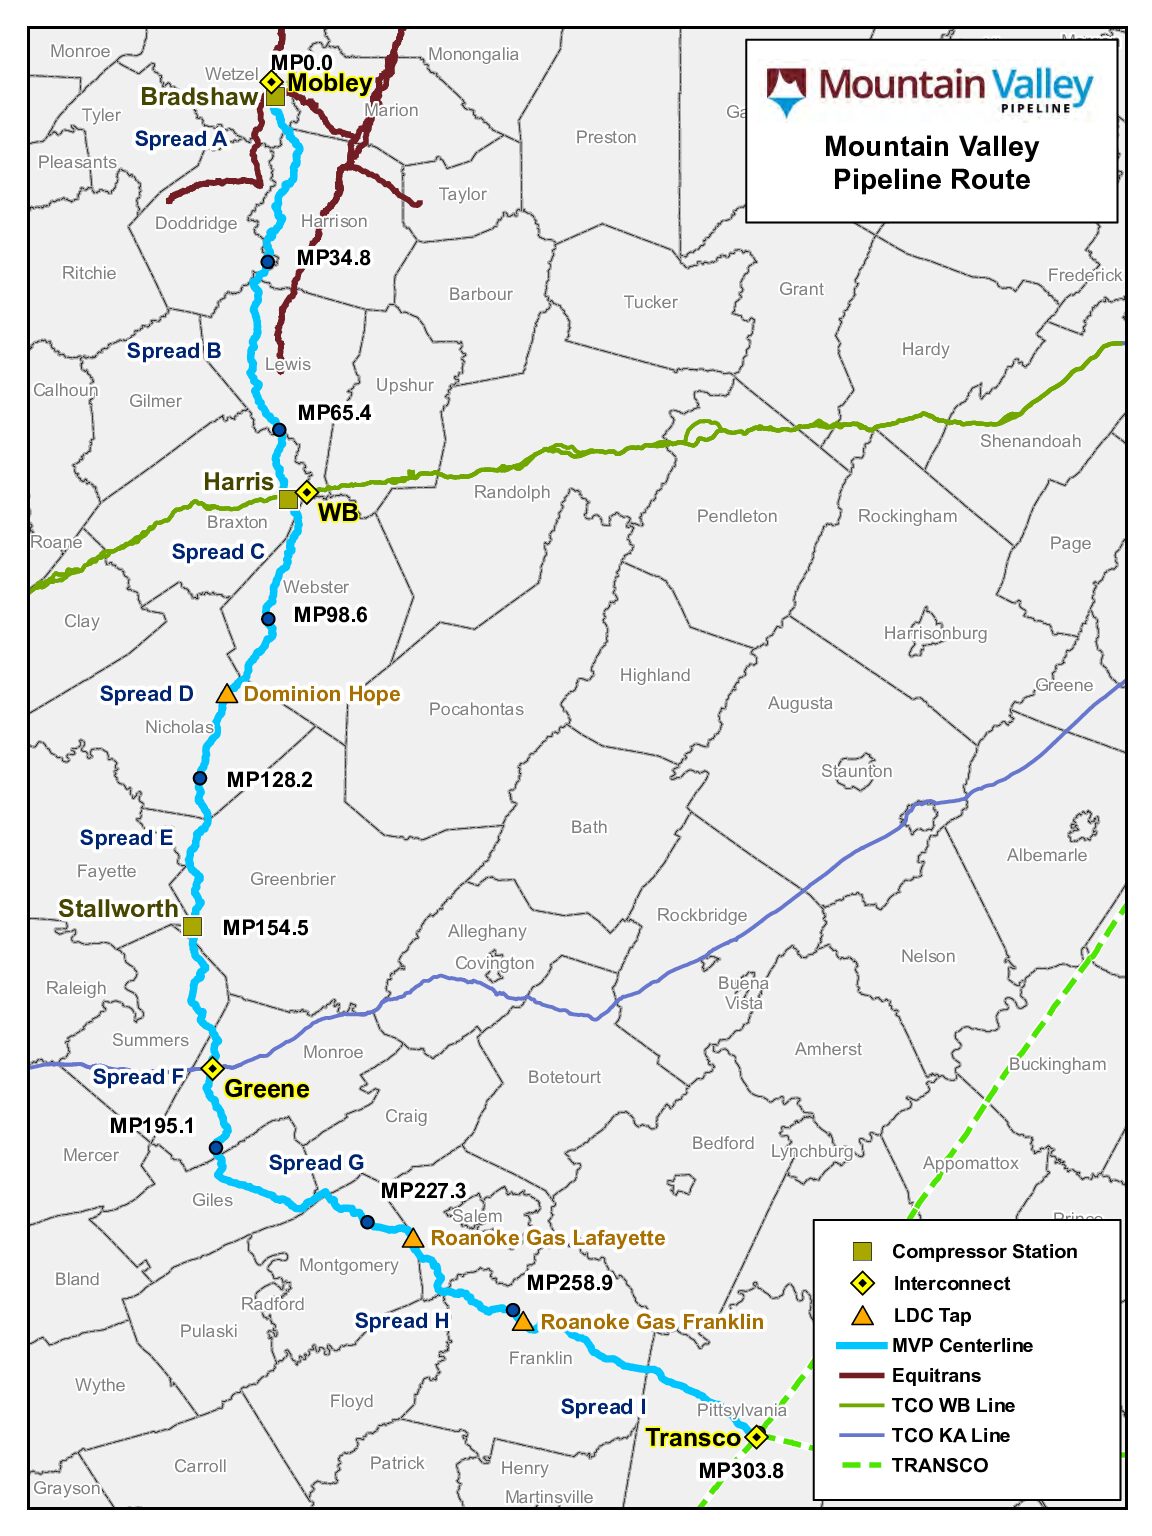 Monroe
Monongalia
MP0.0
Wetzel
Mobley
Bradshaw
Mountain Valley
PIPELINE
Mountain Valley
Pipeline Route
Tyler
Marion
Ga
Spread A
Preston
Pleasants
Taylor
Doddridge
Harrison
MP34.8
Ritchie
Frederick
Barbour
Tucker
Grant
Spread B
Lewis
Hardy
Calhoun
Gilmer
Upshur
MP65.4
Shenandoah
Harris
WB
Randolph
Braxton
Pendleton
Rockingham
Roane
Spread C
Page
Webster
MP98.6
Clay
Harrisonburg
Highland
Greene
Spread D
Dominion Hope
Pocahontas
Augusta
Nicholas
MP128.2
Staunton
Spread E
Bath
Albemarle
Fayette
Greenbrier
Stallworth
MP154.5
Rockbridge
Alleghany
Nelson
Covington
Raleigh
Buena
Vista
Summers
Monroe
Amherst
Buckingham
Spread F
Greene
Botetourt
MP195.1
Craig
Bedford
Lynchburg
Mercer
Spread G
Appomattox
Giles
MP227.3
Salem
Prince
Roanoke Gas Lafayette
Montgomery
Bland
MP258.9
Radford
Pulaski
Spread H
Roanoke Gas Franklin
Franklin
Wythe
Floyd
Spread I
Pittsylvania
Transco
MP303.8
Carroll
Patrick
Henry
Grayson
Martinsville
Compressor Station
Interconnect
LDC Tap
MVP Centerline
Equitrans
TCO WB Line
TCO KA Line
TRANSCO